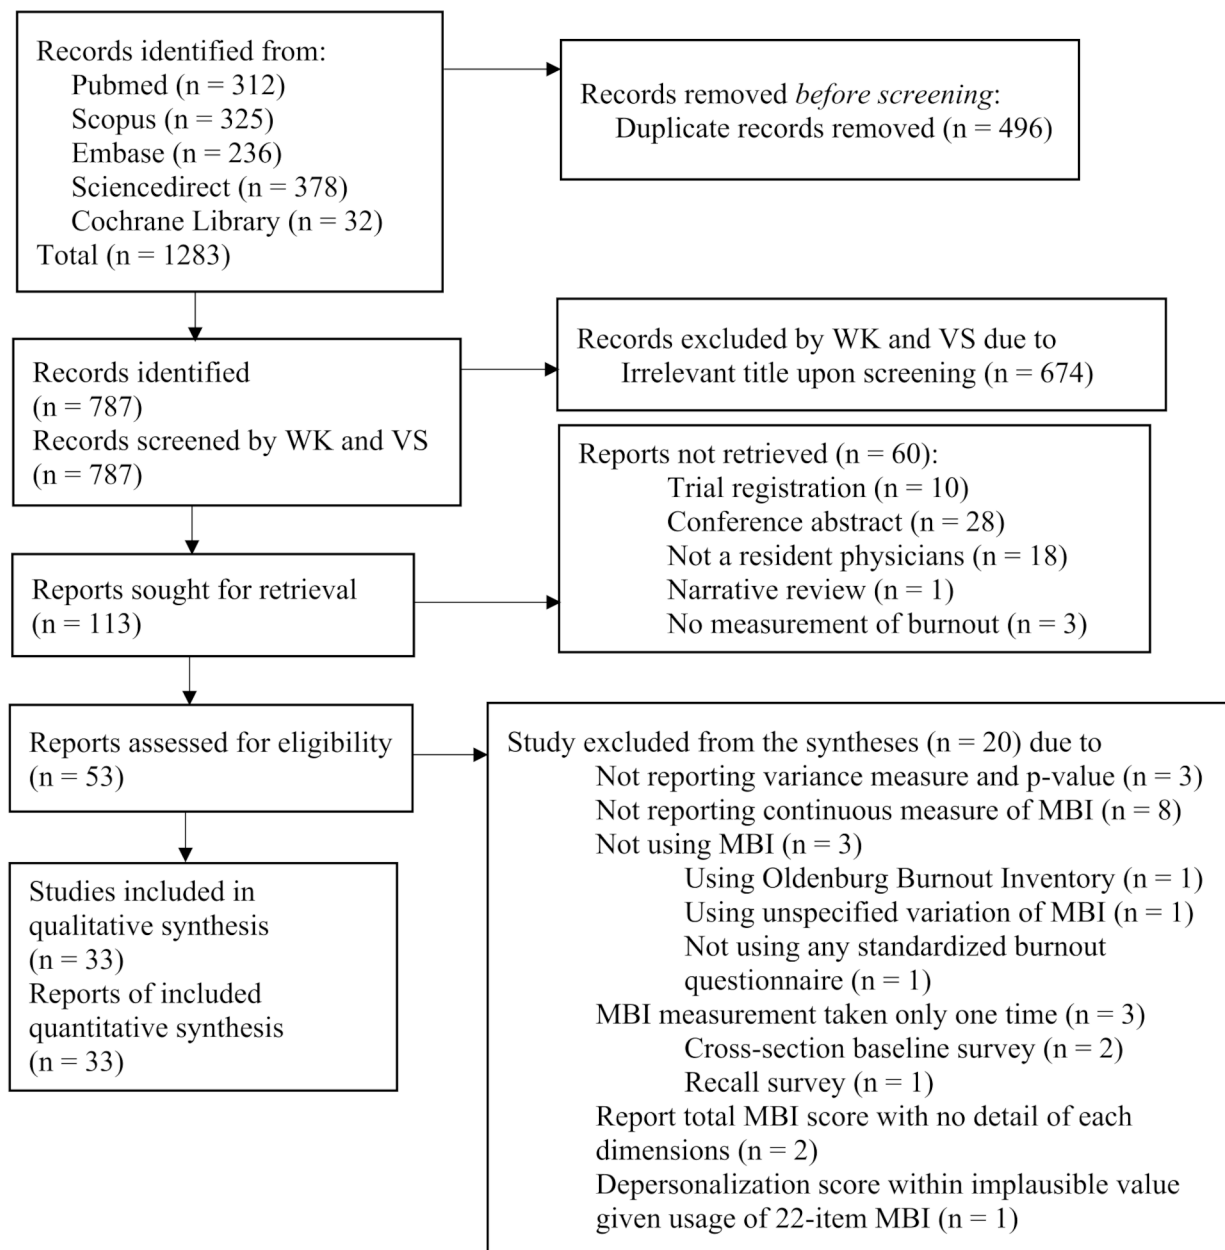 Records identified from:
Pubmed (n = 312)
Scopus (n = 325)
Embase (n = 236)
Sciencedirect (n = 378)
Cochrane Library (n = 32)
Total (n = 1283)
Records removed before screening:
Duplicate records removed (n = 496)
Records identified
(n = 787)
Records screened by WK and VS
(n = 787)
Records excluded by WK and VS due to
Irrelevant title upon screening (n = 674)
Reports sought for retrieval
(n = 113)
Reports not retrieved (n = 60):
Trial registration (n = 10)
Conference abstract (n = 28)
Not a resident physicians (n = 18)
Narrative review (n = 1)
No measurement of burnout (n = 3)
Reports assessed for eligibility
(n = 53)
Study excluded from the syntheses (n = 20) due to
Not reporting variance measure and p-value (n = 3)
Not reporting continuous measure of MBI (n = 8)
Not using MBI (n = 3)
Using Oldenburg Burnout Inventory (n = 1)
Using unspecified variation of MBI (n = 1)
Not using any standardized burnout
questionnaire (n = 1)
MBI measurement taken only one time (n = 3)
Cross-section baseline survey (n = 2)
Recall survey (n = 1)
Report total MBI score with no detail of each
dimensions (n = 2)
Depersonalization score within implausible value
given usage of 22-item MBI (n = 1)
Studies included in
qualitative synthesis
(n = 33)
Reports of included
quantitative synthesis
(n = 33)